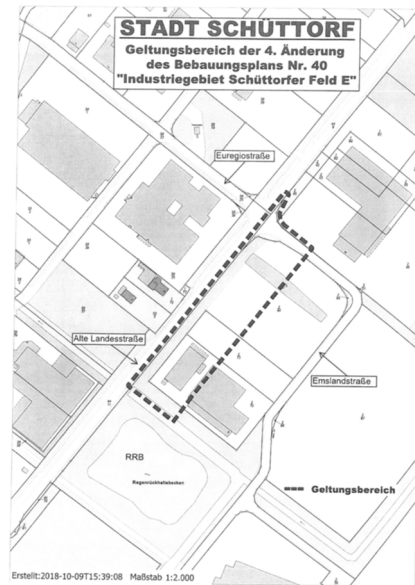 STADT SCHÜTTORF
Geltungsbereich der 4. Änderung
des Bebauungsplans Nr. 40
"Industriegebiet Schüttorfer Feld E"
Euregiostraße
Alte Landesstraße
Emslandstraße
RRB
Regenrückhaltebecken
Geltungsbereich
Erstellt:2018-10-09T15:39:08 Maßstab 1:2.000